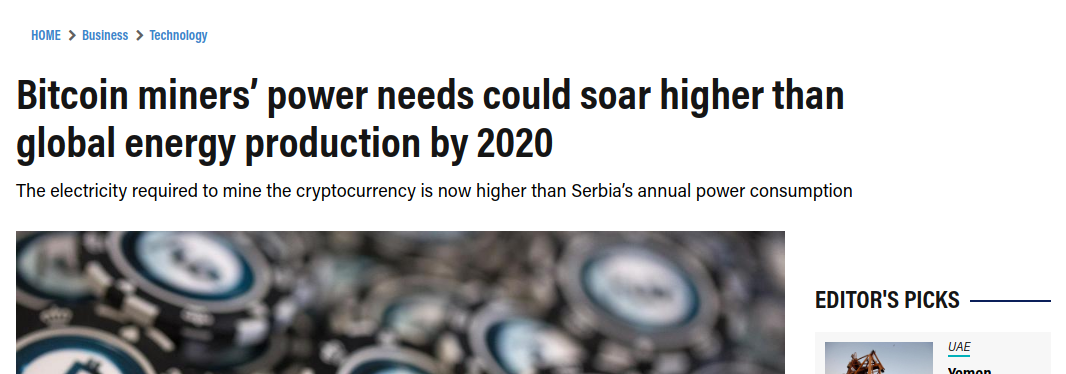 HOME > Business > Technology
Bitcoin miners’ power needs could soar higher than
global energy production by 2020
The electricity required to mine the cryptocurrency is now higher than Serbia’s annual power consumption
EDITOR'S PICKS
UAE
Yemen